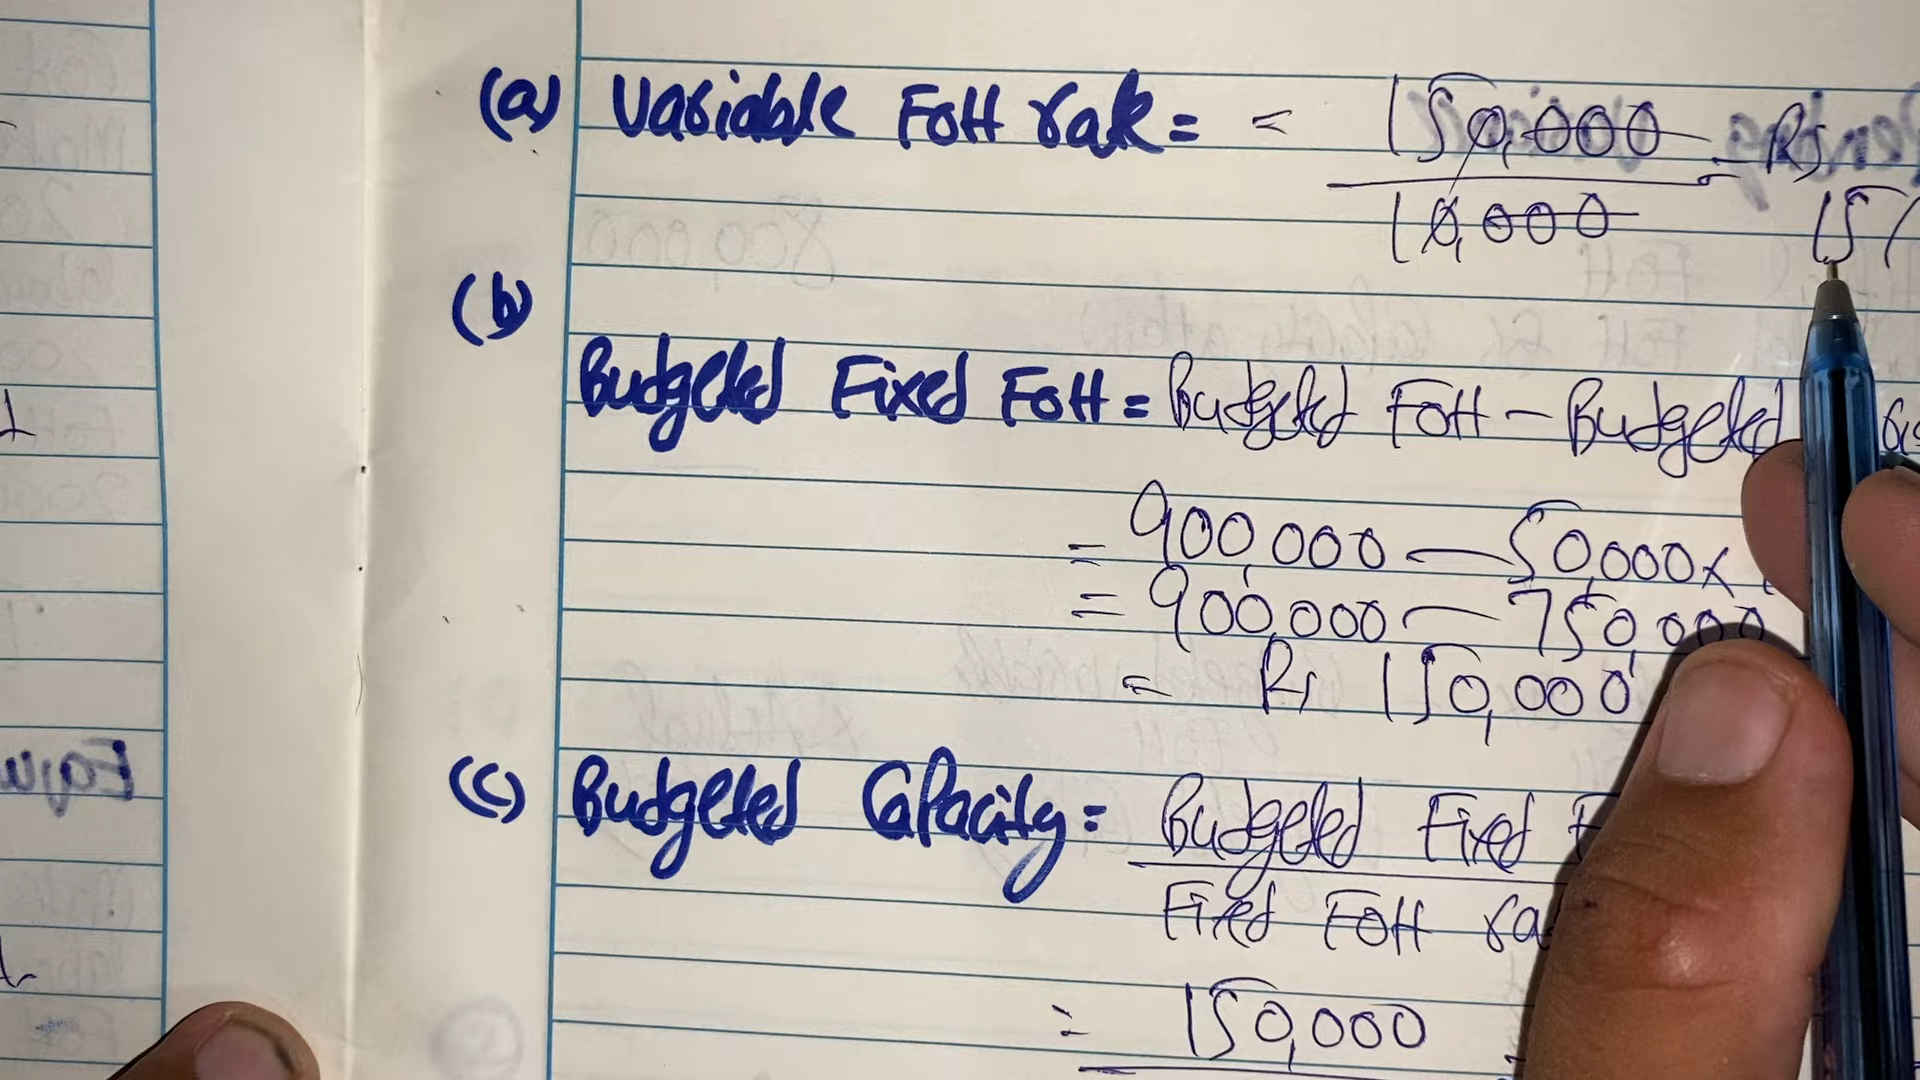 (a) Variable FOH rate = = 150,000 = Rs
10,000 15/
(b)
Budgeted Fixed FOH = Budgeted FOH - Budgeted
= 900,000 - 50,000 x
= 900,000 - 750,000
= Rs 150,000
(c) Budgeted Capacity = Budgeted Fixed F
Fixed FOH ra
= 150,000